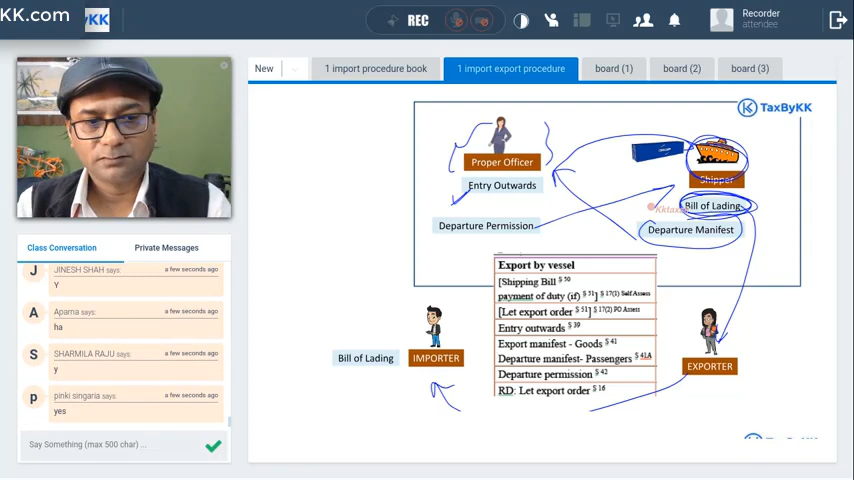 KK.com
yKK
REC
Recorder
attendee
New
1 import procedure book
1 import export procedure
board (1)
board (2)
board (3)
TaxByKK
Proper Officer
Entry Outwards
Departure Permission
Shipper
Bill of Lading
Departure Manifest
Export by vessel
[Shipping Bill § 50
payment of duty (if) § 51] § 17(1) Self Assess
[Let export order § 51] § 17(2) PO Assess
Entry outwards § 39
Export manifest - Goods § 41
Departure manifest- Passengers § 41A
Departure permission § 42
RD: Let export order § 16
Bill of Lading
IMPORTER
EXPORTER
Class Conversation
Private Messages
J
JINESH SHAH says:
a few seconds ago
Y
A
Aparna says:
a few seconds ago
ha
S
SHARMILA RAJU says:
a few seconds ago
y
p
pinki singaria says:
a few seconds ago
yes
Say Something (max 500 char) ...